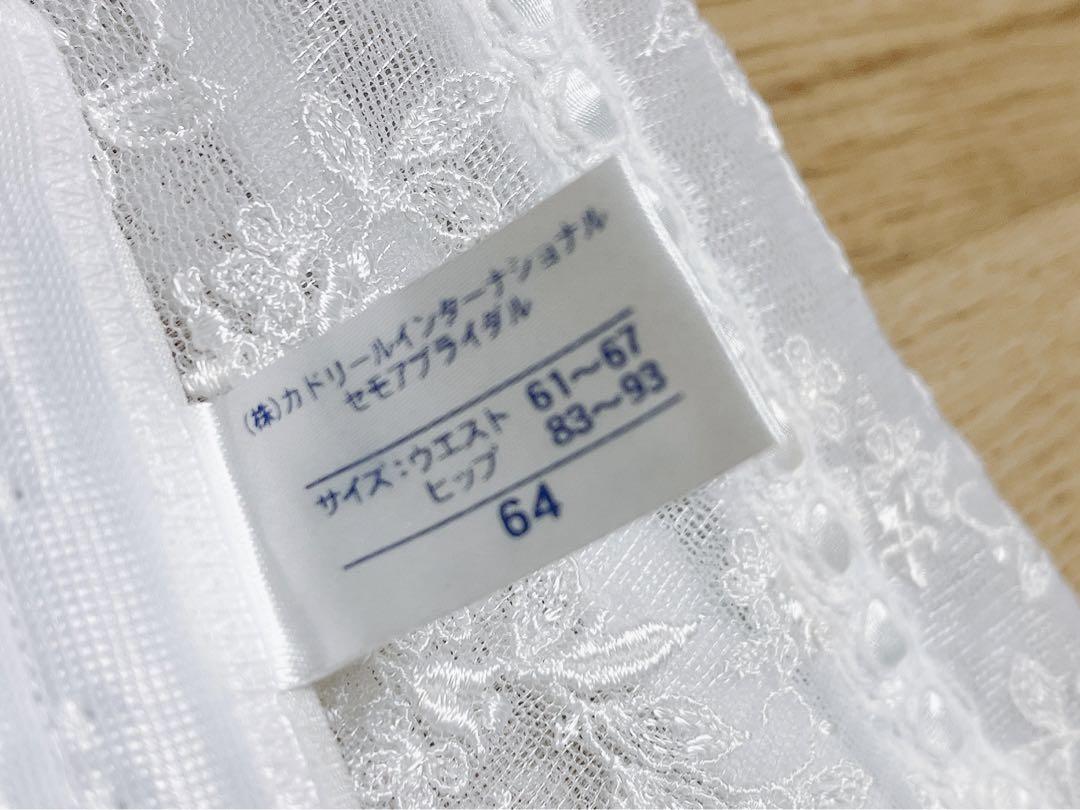 (株)カドリールインターナショナル
セモアブライダル
サイズ:ウエスト 61〜67
ヒップ 83〜93
64